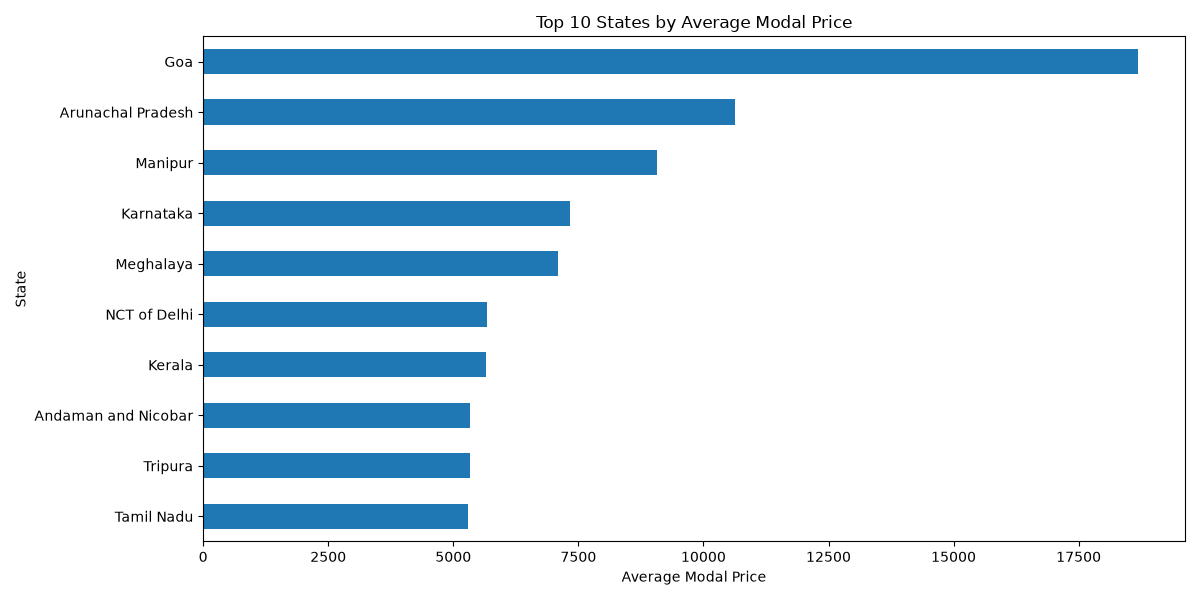 Top 10 States by Average Modal Price
State
Goa
Arunachal Pradesh
Manipur
Karnataka
Meghalaya
NCT of Delhi
Kerala
Andaman and Nicobar
Tripura
Tamil Nadu
0 2500 5000 7500 10000 12500 15000 17500
Average Modal Price